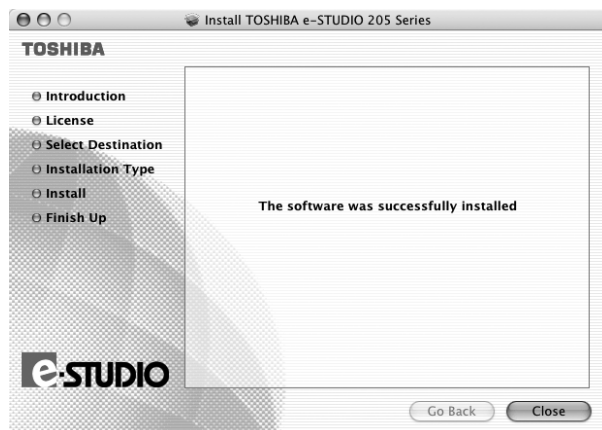 Install TOSHIBA e-STUDIO 205 Series
TOSHIBA
Introduction
License
Select Destination
Installation Type
Install
Finish Up
The software was successfully installed
e-STUDIO
Go Back
Close